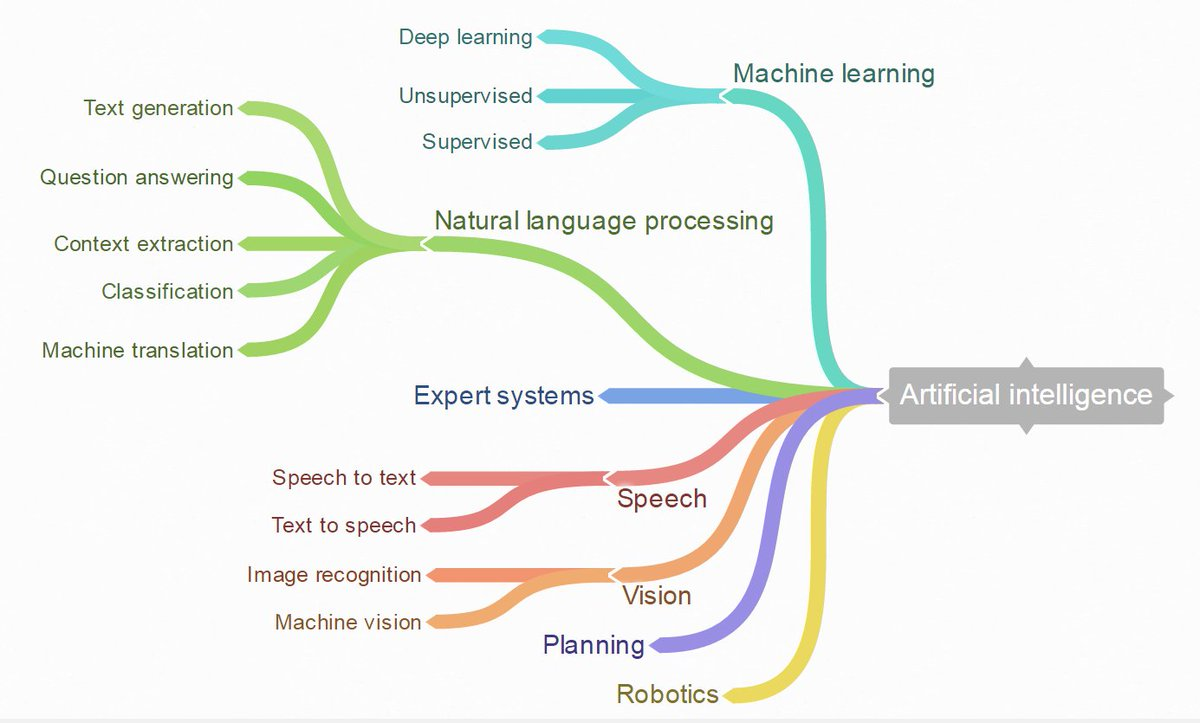 Deep learning
Unsupervised
Supervised
Machine learning
Text generation
Question answering
Context extraction
Classification
Machine translation
Natural language processing
Expert systems
Artificial intelligence
Speech to text
Text to speech
Speech
Image recognition
Machine vision
Vision
Planning
Robotics